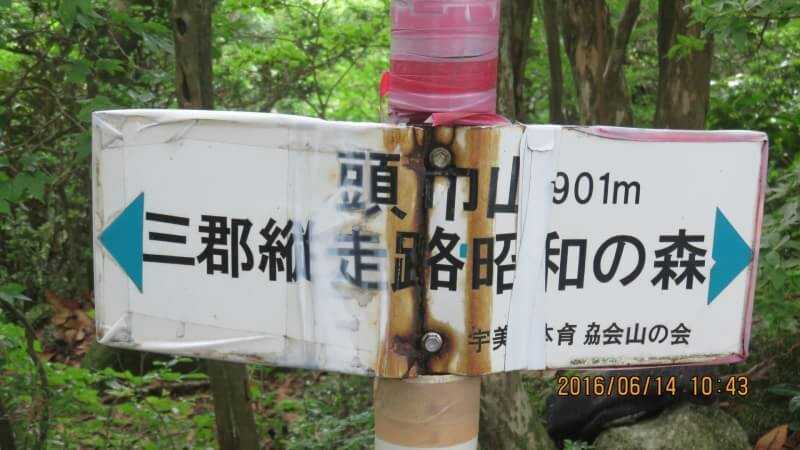 頭巾山 901m
三郡縦走路 昭和の森
宇美 体育 協会山の会
2016/06/14 10:43